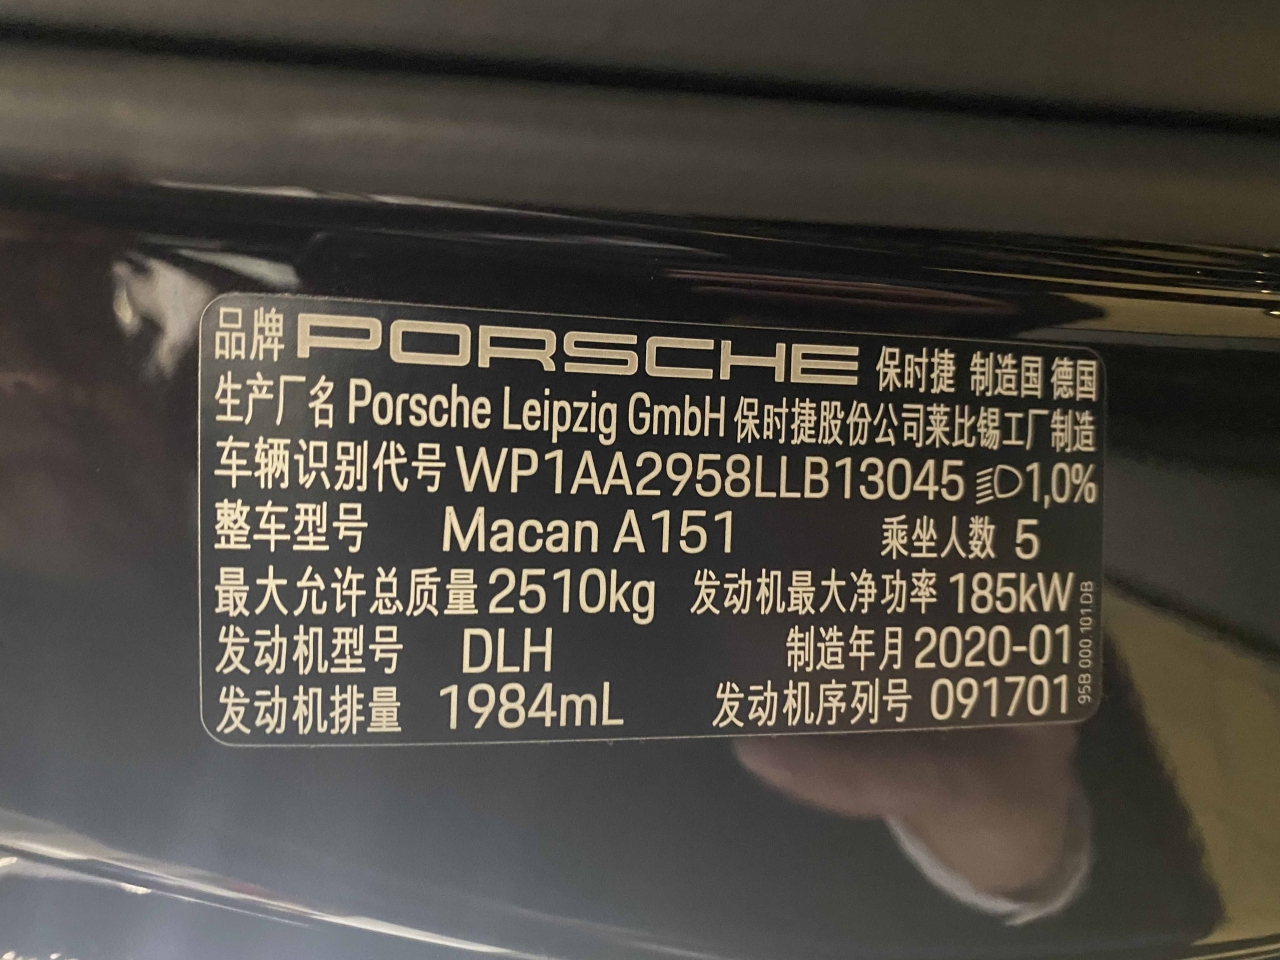 品牌 PORSCHE 保时捷 制造国 德国
生产厂名 Porsche Leipzig GmbH 保时捷股份公司莱比锡工厂制造
车辆识别代号 WP1AA2958LLB13045 1,0%
整车型号 Macan A151 乘坐人数 5
最大允许总质量 2510kg 发动机最大净功率 185kW
发动机型号 DLH 制造年月 2020-01
发动机排量 1984mL 发动机序列号 091701
95B.000.101.DB